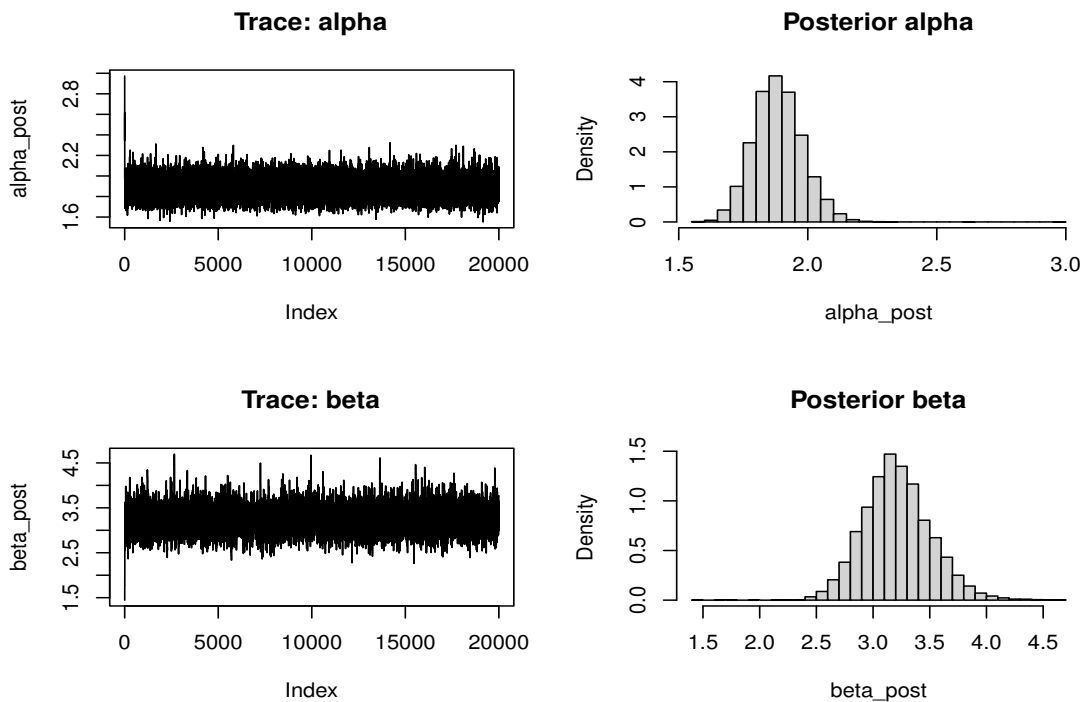 Trace: alpha
alpha_post
2.8
2.2
1.6
0 5000 10000 15000 20000
Index
Posterior alpha
Density
4
3
2
1
0
1.5 2.0 2.5 3.0
alpha_post
Trace: beta
beta_post
4.5
3.5
2.5
1.5
0 5000 10000 15000 20000
Index
Posterior beta
Density
1.5
1.0
0.5
0.0
1.5 2.0 2.5 3.0 3.5 4.0 4.5
beta_post